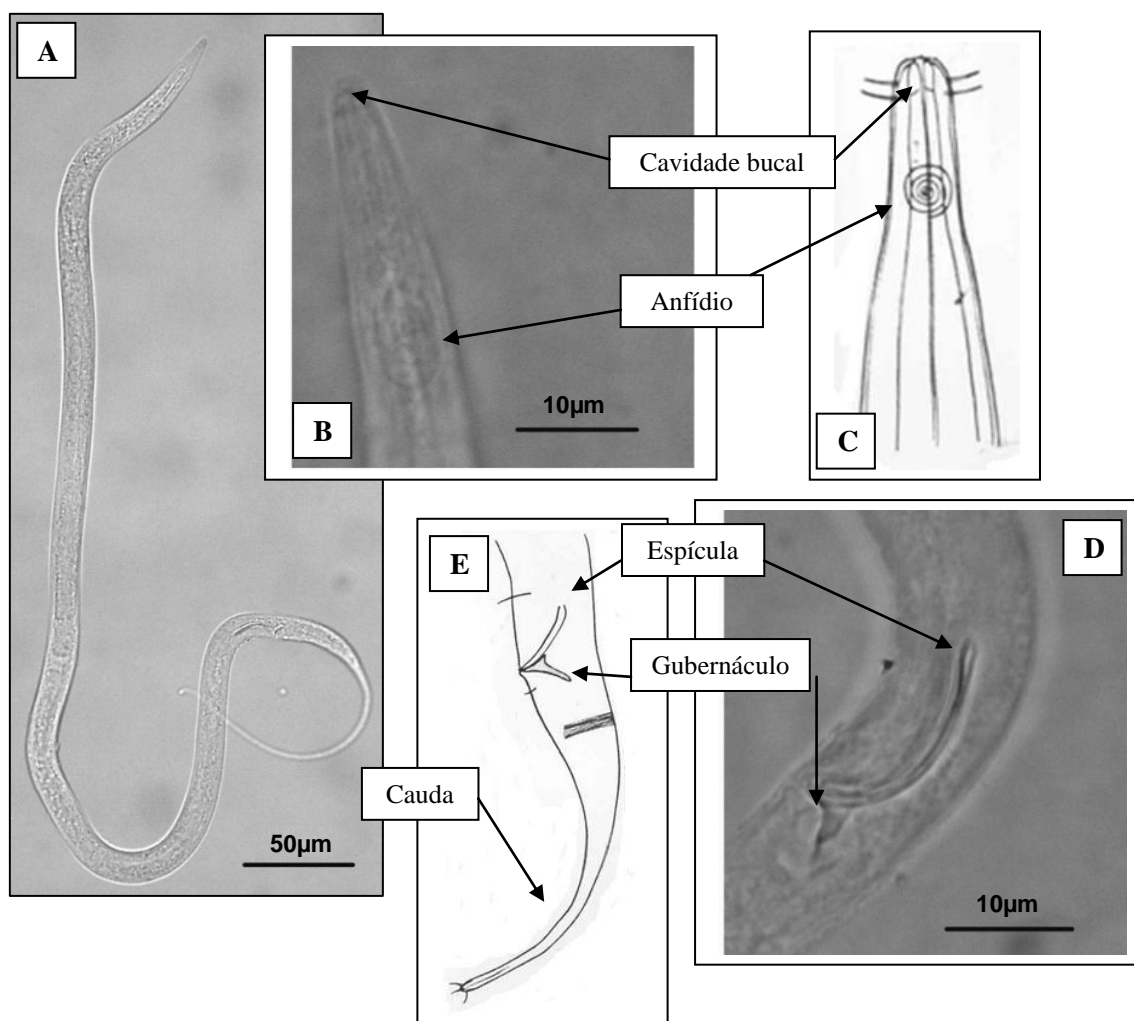 A
50µm
B
10µm
Cavidade bucal
Anfídio
C
E
Espícula
Gubernáculo
Cauda
D
10µm